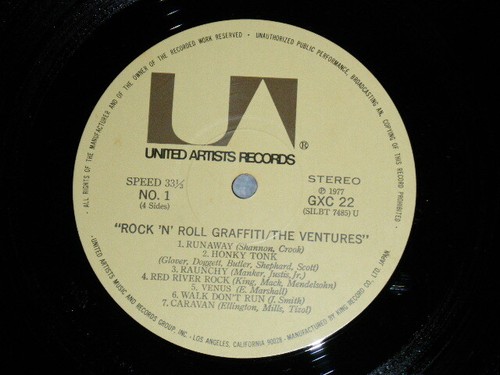 ALL RIGHTS OF THE MANUFACTURER AND OF THE OWNER OF THE RECORDED WORK RESERVED • UNAUTHORIZED PUBLIC PERFORMANCE, BROADCASTING AND COPYING OF THIS RECORD PROHIBITED •
UA®
UNITED ARTISTS RECORDS
SPEED 33⅓
NO. 1
(4 Sides)
STEREO
Ⓟ 1977
GXC 22
(SILBT 7485) U
"ROCK 'N' ROLL GRAFFITI/THE VENTURES"
1. RUNAWAY (Shannon, Crook)
2. HONKY TONK
(Glover, Doggett, Butler, Shephard, Scott)
3. RAUNCHY (Manker, Justis, Jr.)
4. RED RIVER ROCK (King, Mack, Mendelsohn)
5. VENUS (E. Marshall)
6. WALK DON'T RUN (J. Smith)
7. CARAVAN (Ellington, Mills, Tizol)
•UNITED ARTISTS MUSIC AND RECORDS GROUP, INC. • LOS ANGELES, CALIFORNIA 90028 • MANUFACTURED BY KING RECORD CO. LTD. JAPAN